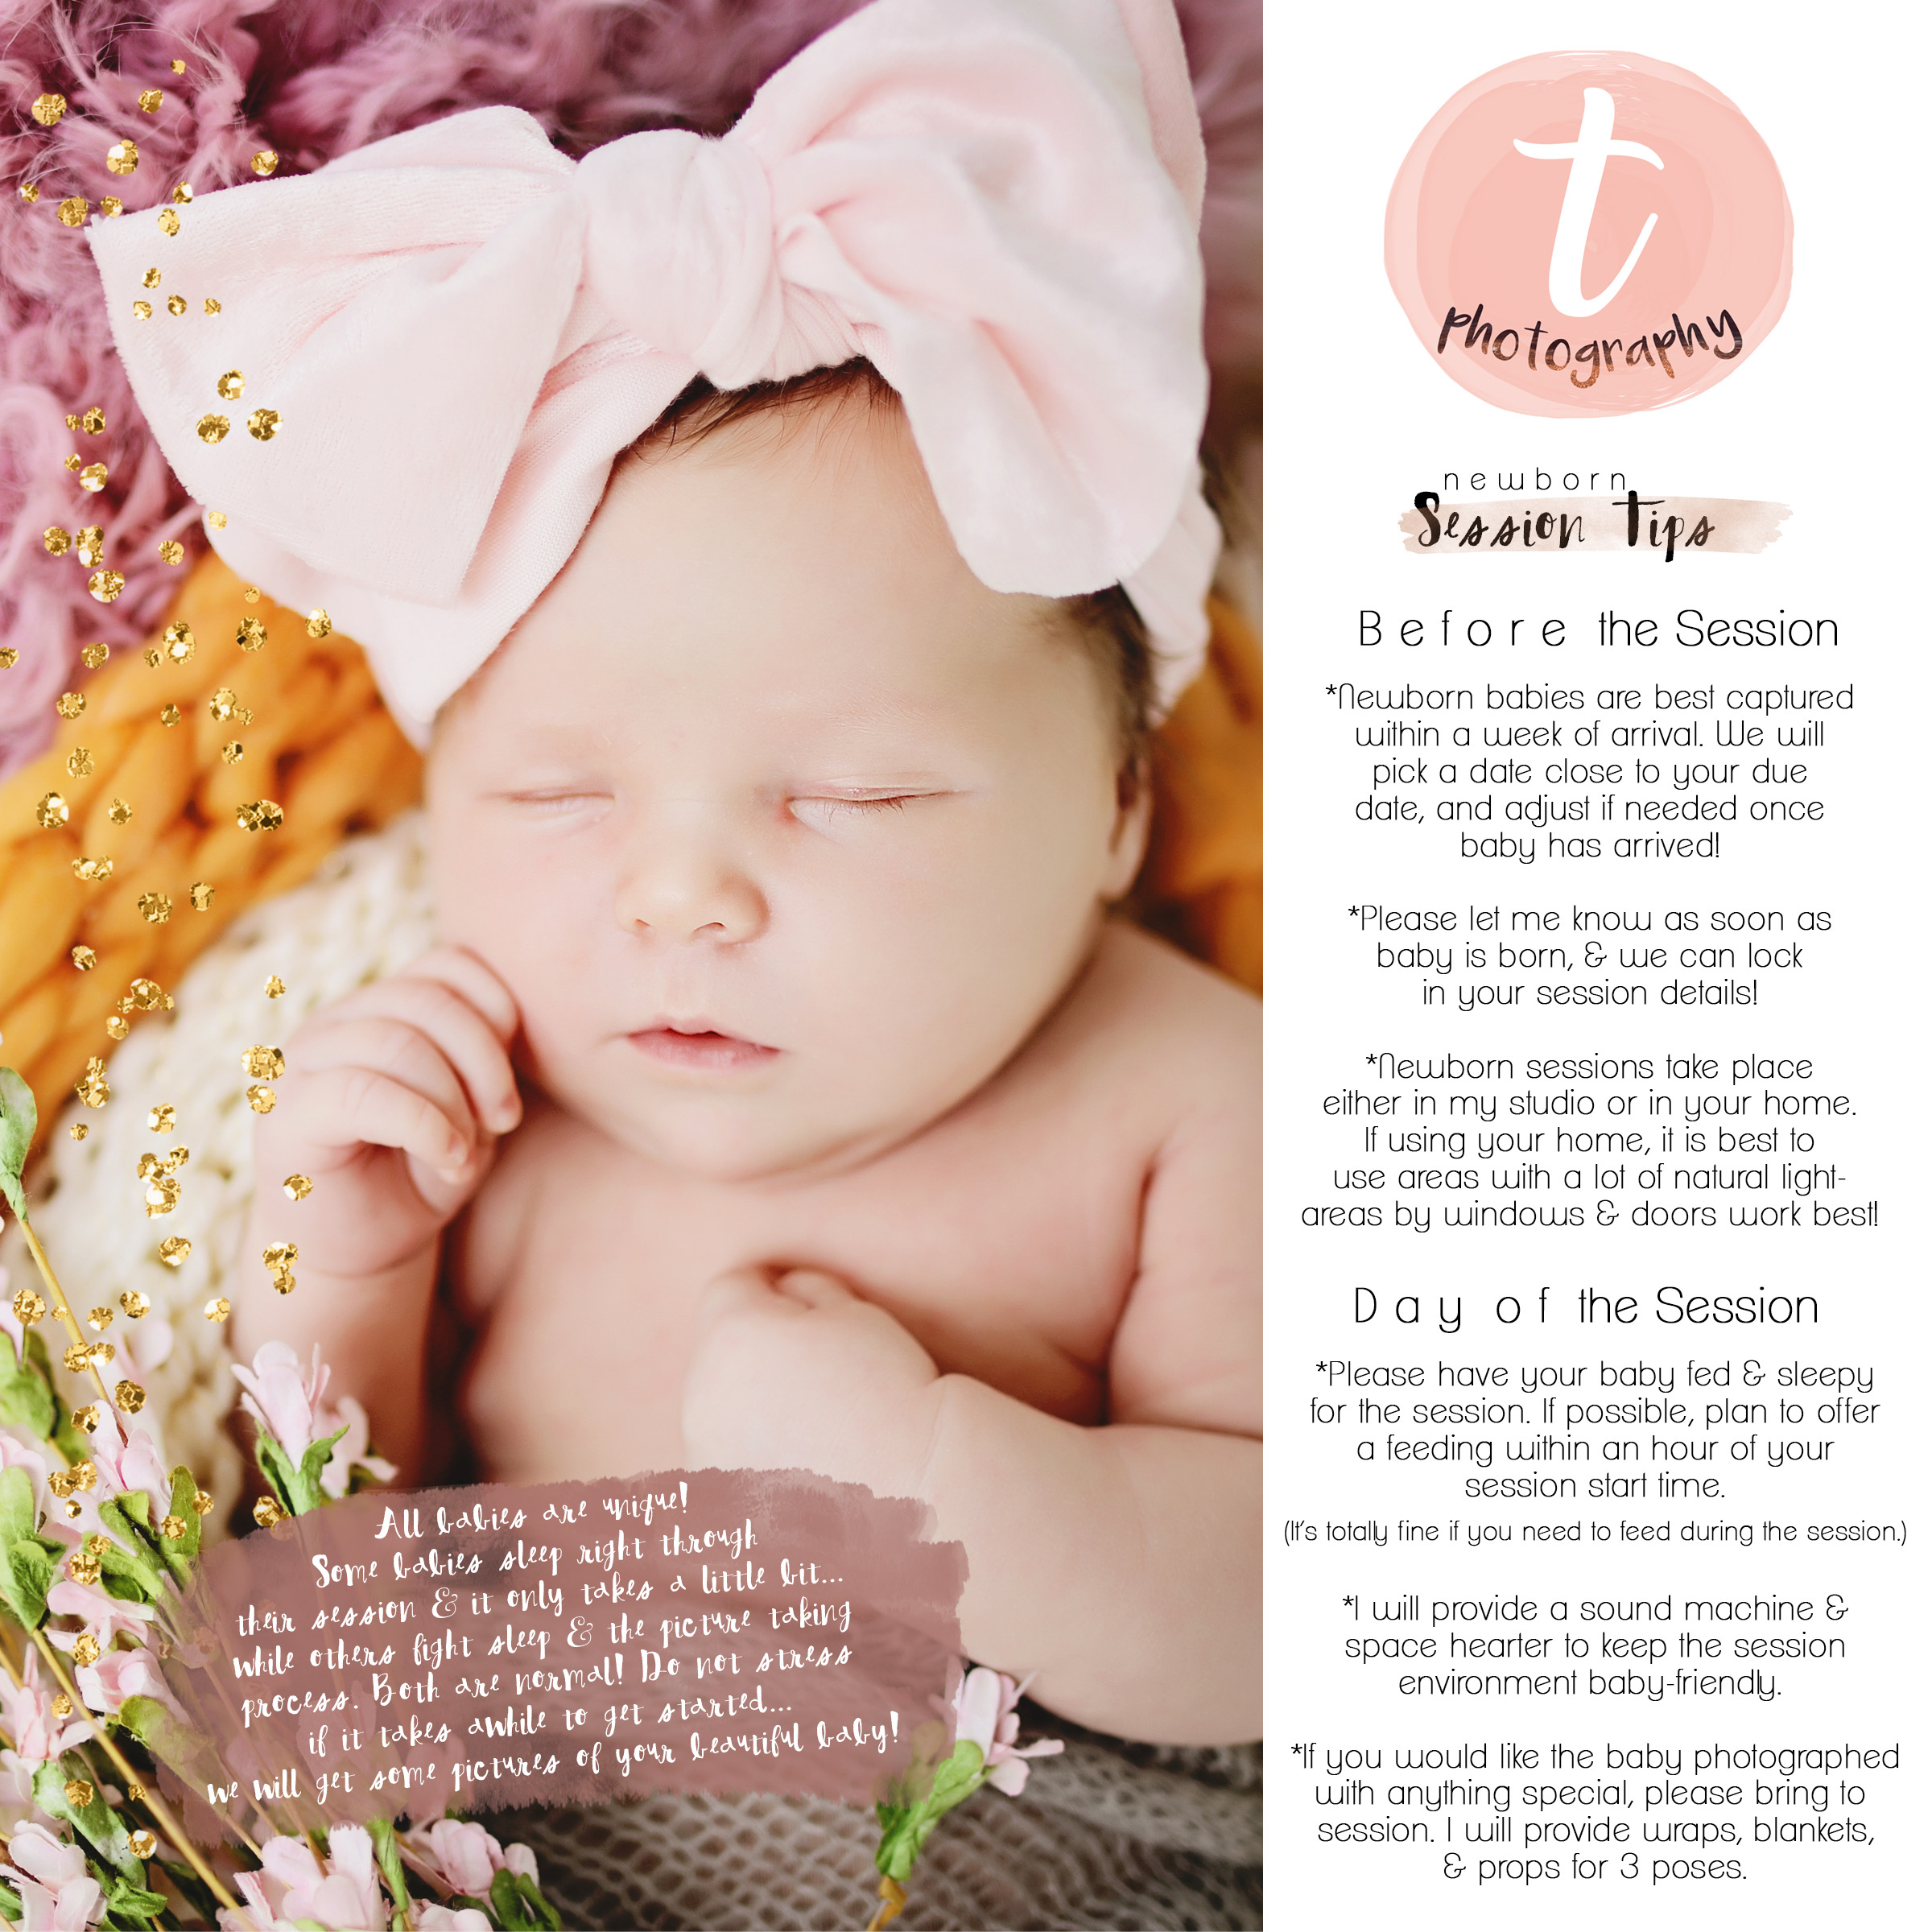 t
photography
newborn
Session Tips
Before the Session
*Newborn babies are best captured
within a week of arrival. We will
pick a date close to your due
date, and adjust if needed once
baby has arrived!
*Please let me know as soon as
baby is born, & we can lock
in your session details!
*Newborn sessions take place
either in my studio or in your home.
If using your home, it is best to
use areas with a lot of natural light-
areas by windows & doors work best!
Day of the Session
*Please have your baby fed & sleepy
for the session. If possible, plan to offer
a feeding within an hour of your
session start time.
(It's totally fine if you need to feed during the session.)
*I will provide a sound machine &
space hearter to keep the session
environment baby-friendly.
*If you would like the baby photographed
with anything special, please bring to
session. I will provide wraps, blankets,
& props for 3 poses.
All babies are unique!
Some babies sleep right through
their session & it only takes a little bit...
while others fight sleep & the picture taking
process. Both are normal! Do not stress
if it takes awhile to get started...
we will get some pictures of your beautiful baby!